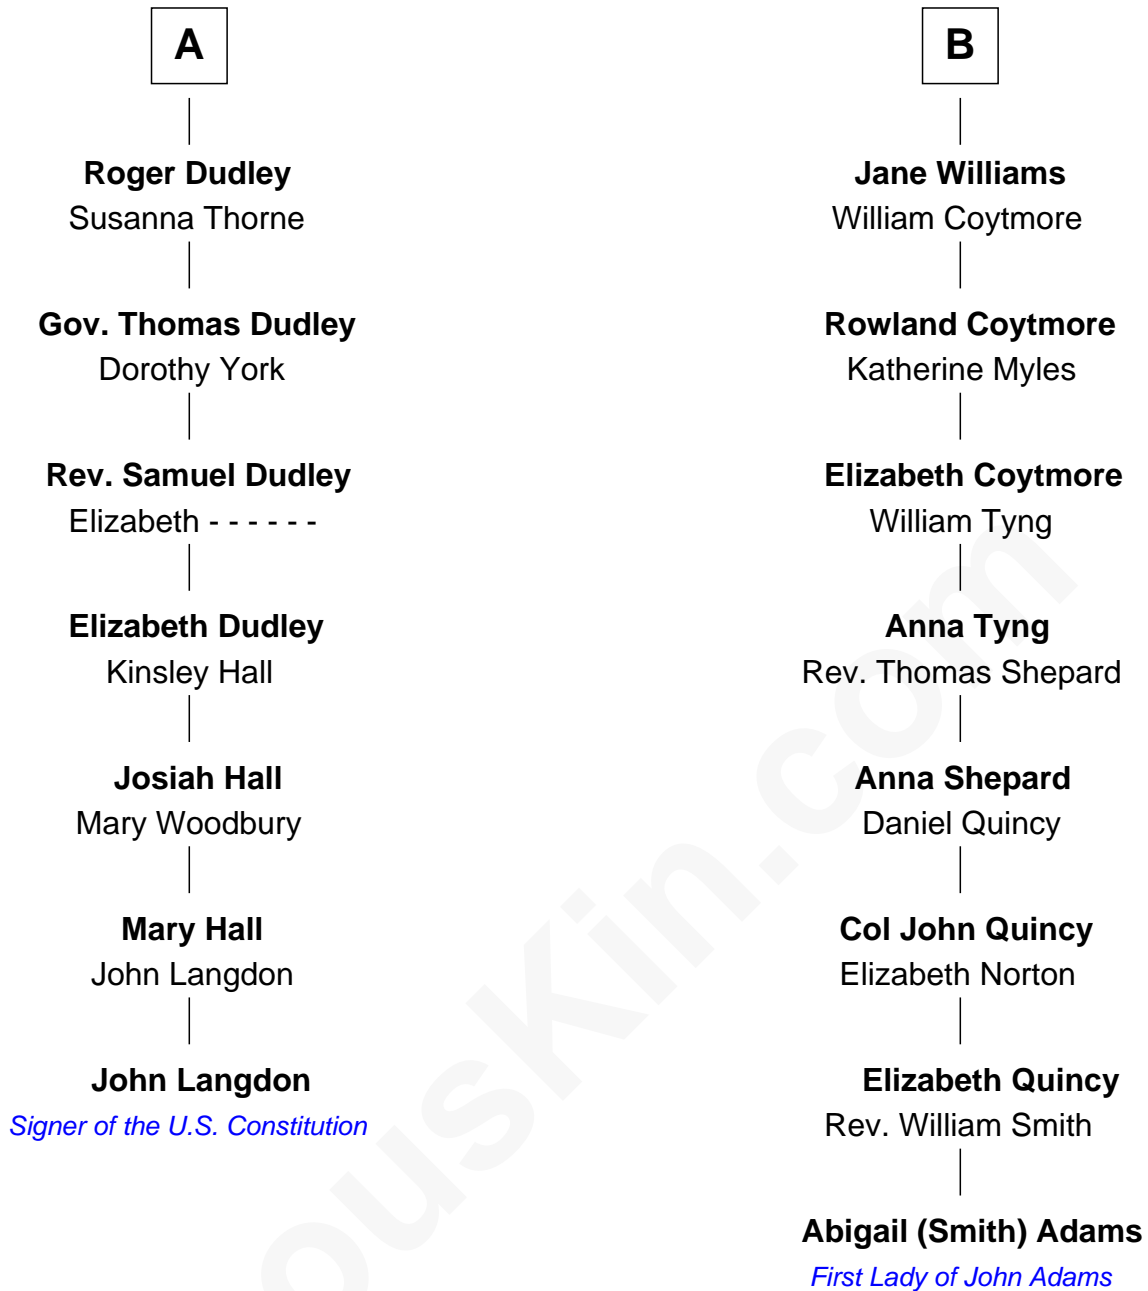 A
Roger Dudley
Susanna Thorne
Gov. Thomas Dudley
Dorothy York
Rev. Samuel Dudley
Elizabeth - - - - - -
Elizabeth Dudley
Kinsley Hall
Josiah Hall
Mary Woodbury
Mary Hall
John Langdon
John Langdon
Signer of the U.S. Constitution
B
Jane Williams
William Coytmore
Rowland Coytmore
Katherine Myles
Elizabeth Coytmore
William Tyng
Anna Tyng
Rev. Thomas Shepard
Anna Shepard
Daniel Quincy
Col John Quincy
Elizabeth Norton
Elizabeth Quincy
Rev. William Smith
Abigail (Smith) Adams
First Lady of John Adams
ousKin.com